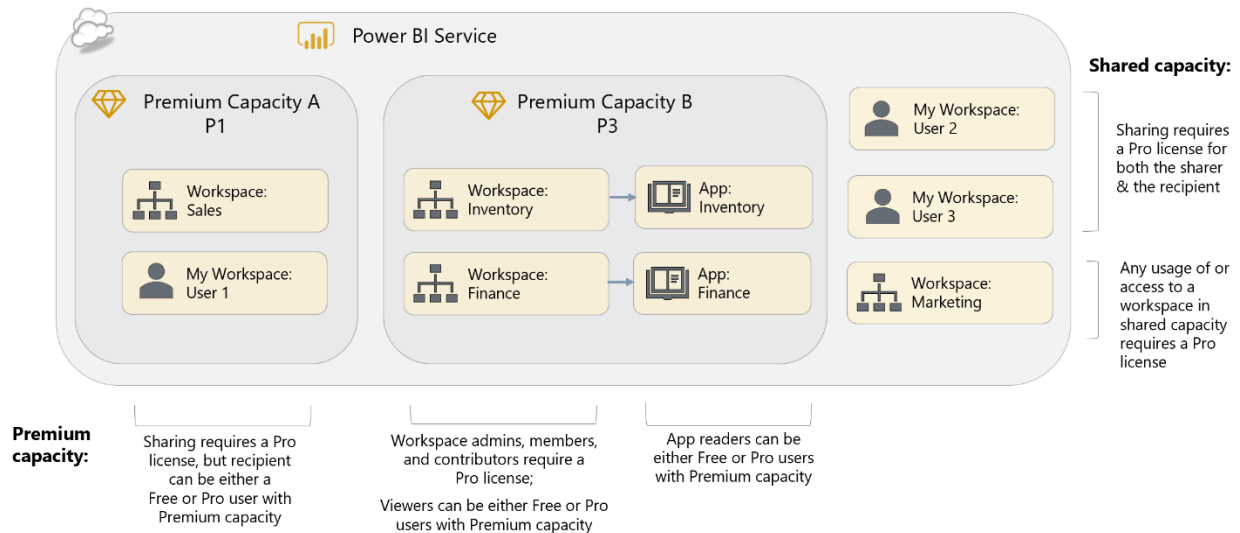 Power BI Service
Shared capacity:
Premium Capacity A
P1
Premium Capacity B
P3
Workspace:
Sales
My Workspace:
User 1
Workspace:
Inventory
App:
Inventory
Workspace:
Finance
App:
Finance
My Workspace:
User 2
My Workspace:
User 3
Workspace:
Marketing
Sharing requires
a Pro license for
both the sharer
& the recipient
Any usage of or
access to a
workspace in
shared capacity
requires a Pro
license
Premium
capacity:
Sharing requires a Pro
license, but recipient
can be either a
Free or Pro user with
Premium capacity
Workspace admins, members,
and contributors require a
Pro license;
Viewers can be either Free or Pro
users with Premium capacity
App readers can be
either Free or Pro users
with Premium capacity